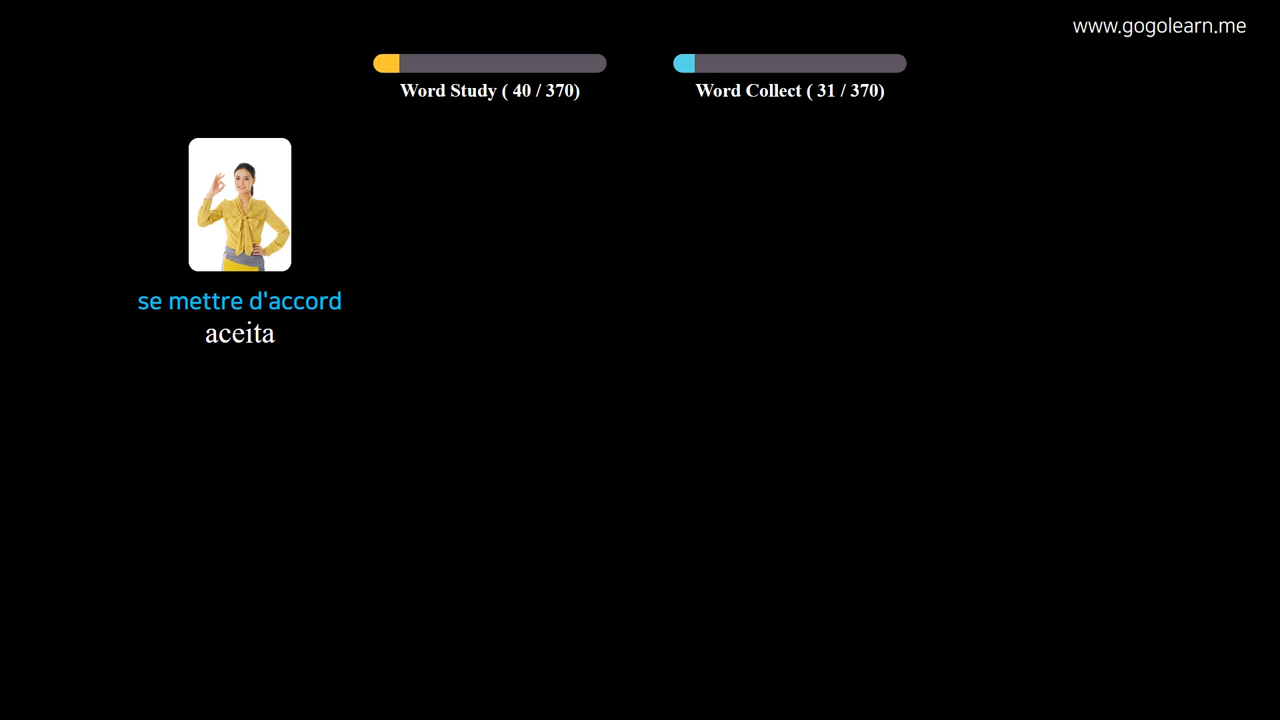 www.gogolearn.me
Word Study ( 40 / 370)
Word Collect ( 31 / 370)
se mettre d'accord
aceita